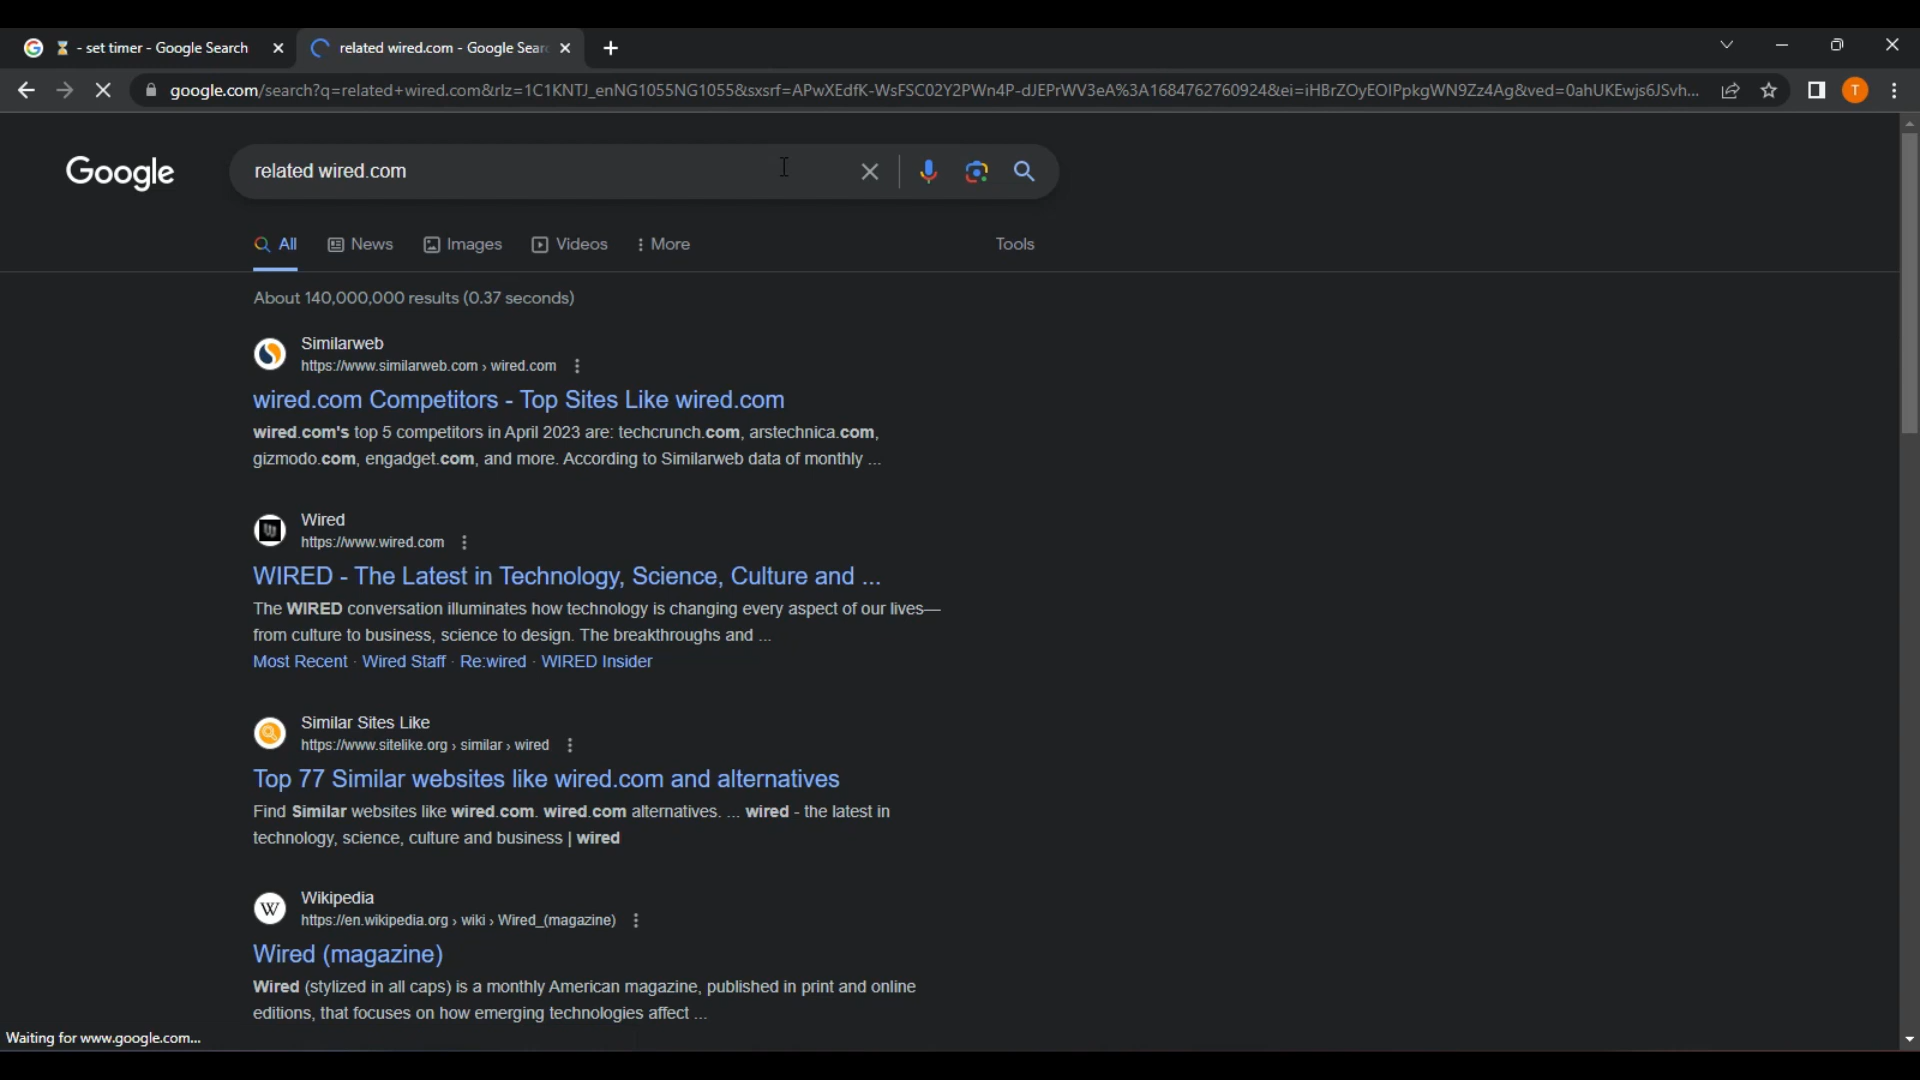 - set timer - Google Search
related wired.com - Google Sear
google.com/search?q=related+wired.com&rlz=1C1KNTJ_enNG1055NG1055&sxsrf=APwXEdfK-WsFSC02Y2PWn4P-dJEPrWV3eA%3A1684762760924&ei=iHBrZOyEOIPpkgWN9Zz4Ag&ved=0ahUKEwjs6JSvh...
T
Google
related wired.com
All News Images Videos More Tools
About 140,000,000 results (0.37 seconds)
Similarweb
https://www.similarweb.com › wired.com
wired.com Competitors - Top Sites Like wired.com
wired.com's top 5 competitors in April 2023 are: techcrunch.com, arstechnica.com,
gizmodo.com, engadget.com, and more. According to Similarweb data of monthly ...
Wired
https://www.wired.com
WIRED - The Latest in Technology, Science, Culture and ...
The WIRED conversation illuminates how technology is changing every aspect of our lives—
from culture to business, science to design. The breakthroughs and ...
Most Recent · Wired Staff · Re:wired · WIRED Insider
Similar Sites Like
https://www.sitelike.org › similar › wired
Top 77 Similar websites like wired.com and alternatives
Find Similar websites like wired.com. wired.com alternatives. ... wired - the latest in
technology, science, culture and business | wired
W
Wikipedia
https://en.wikipedia.org › wiki › Wired_(magazine)
Wired (magazine)
Wired (stylized in all caps) is a monthly American magazine, published in print and online
editions, that focuses on how emerging technologies affect ...
Waiting for www.google.com...